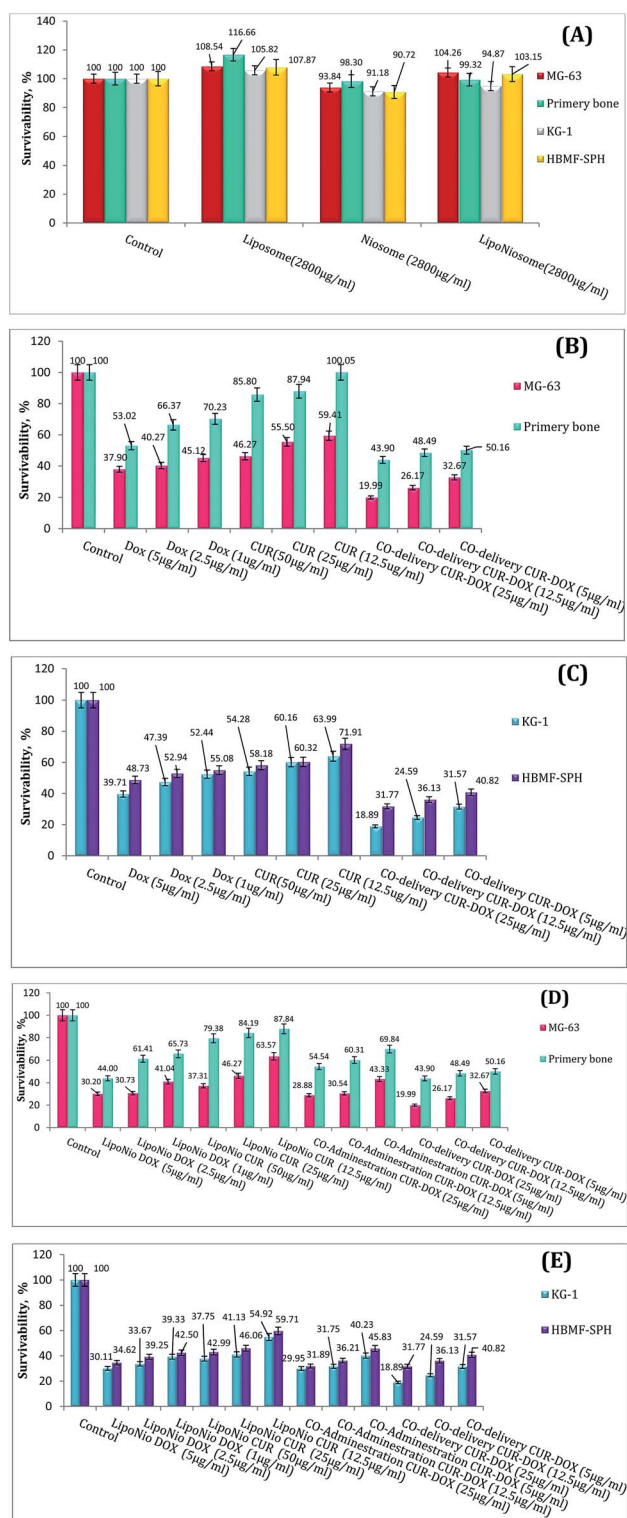 (A)
Survivability, %
140
120
100
80
60
40
20
0
100 100 100 100
108.54 116.66 105.82 107.87
93.84 98.30 91.18 90.72
104.26 99.32 94.87 103.15
Control
Liposome(2800µg/ml)
Niosome (2800µg/ml)
LipoNiosome(2800µg/ml)
MG-63
Primery bone
KG-1
HBMF-SPH
(B)
Survivability, %
120
100
80
60
40
20
0
100 100
37.90 53.02
40.27 66.37
45.12 70.23
46.27 85.80
55.50 87.94
59.41 100.05
19.99 43.90
26.17 48.49
32.67 50.16
Control
Dox (5µg/ml)
Dox (2.5µg/ml)
Dox (1ug/ml)
CUR(50µg/ml)
CUR (25µg/ml)
CUR (12.5ug/ml)
CO-delivery CUR-DOX (25µg/ml)
CO-delivery CUR-DOX (12.5µg/ml)
CO-delivery CUR-DOX (5µg/ml)
MG-63
Primery bone
(C)
Survivability, %
120
100
80
60
40
20
0
100 100
39.71 48.73
47.39 52.94
52.44 55.08
54.28 58.18
60.16 60.32
63.99 71.91
18.89 31.77
24.59 36.13
31.57 40.82
Control
Dox (5µg/ml)
Dox (2.5µg/ml)
Dox (1ug/ml)
CUR(50µg/ml)
CUR (25µg/ml)
CUR (12.5ug/ml)
CO-delivery CUR-DOX (25µg/ml)
CO-delivery CUR-DOX (12.5µg/ml)
CO-delivery CUR-DOX (5µg/ml)
KG-1
HBMF-SPH
(D)
Survivability, %
120
100
80
60
40
20
0
100 100
30.20 44.00
30.73 61.41
41.04 65.73
37.31 79.38
46.27 84.19
63.57 87.84
28.88 54.54
30.54 60.31
43.33 69.84
19.99 43.90
26.17 48.49
32.67 50.16
Control
LipoNio DOX (5µg/ml)
LipoNio DOX (2.5µg/ml)
LipoNio DOX (1µg/ml)
LipoNio CUR (50µg/ml)
LipoNio CUR (25µg/ml)
LipoNio CUR (12.5µg/ml)
CO-Adminestration CUR-DOX (25µg/ml)
CO-Adminestration CUR-DOX (12.5µg/ml)
CO-Adminestration CUR-DOX (5µg/ml)
CO-delivery CUR-DOX (25µg/ml)
CO-delivery CUR-DOX (12.5µg/ml)
CO-delivery CUR-DOX (5µg/ml)
MG-63
Primery bone
(E)
Survivability, %
120
100
80
60
40
20
0
100 100
30.11 34.62
33.67 39.25
39.33 42.50
37.75 42.99
41.13 46.06
54.92 59.71
29.95 31.89
31.75 36.21
40.23 45.83
18.89 31.77
24.59 36.13
31.57 40.82
Control
LipoNio DOX (5µg/ml)
LipoNio DOX (2.5µg/ml)
LipoNio DOX (1µg/ml)
LipoNio CUR (50µg/ml)
LipoNio CUR (25µg/ml)
LipoNio CUR (12.5µg/ml)
CO-Adminestration CUR-DOX (25µg/ml)
CO-Adminestration CUR-DOX (12.5µg/ml)
CO-Adminestration CUR-DOX (5µg/ml)
CO-delivery CUR-DOX (25µg/ml)
CO-delivery CUR-DOX (12.5µg/ml)
CO-delivery CUR-DOX (5µg/ml)
KG-1
HBMF-SPH